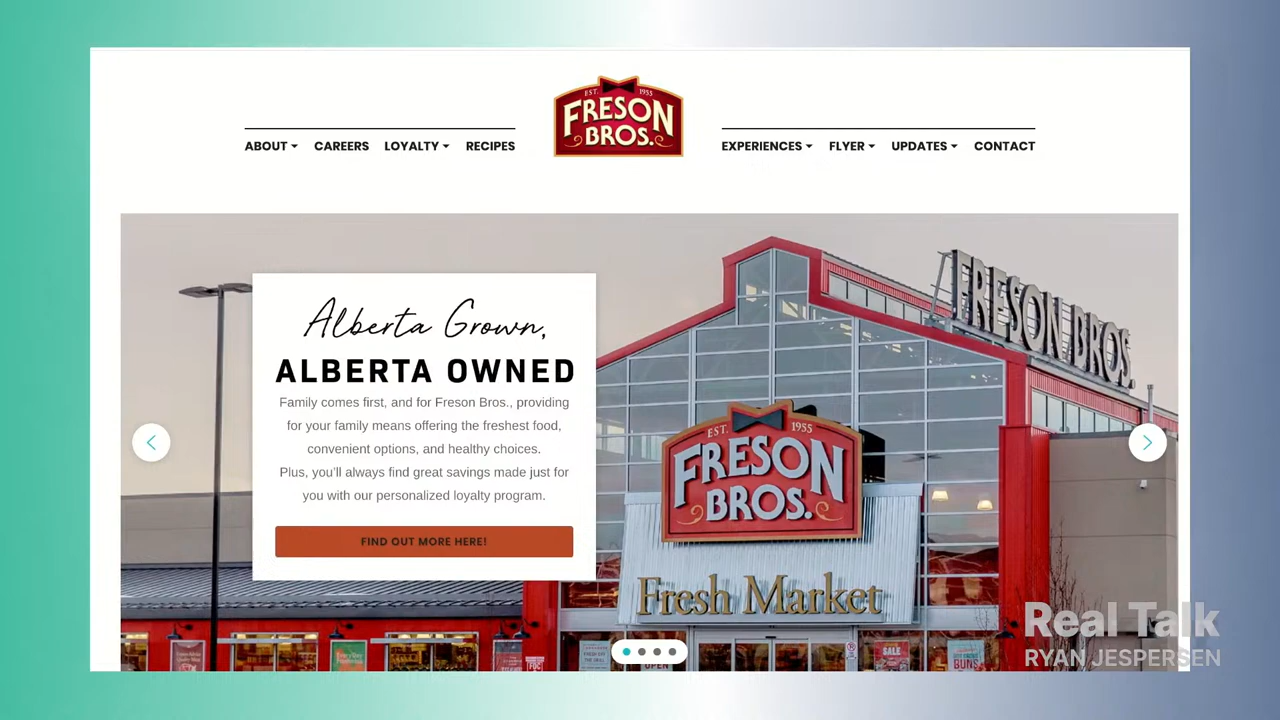 EST. 1955
FRESON
BROS.
ABOUT CAREERS LOYALTY RECIPES
EXPERIENCES FLYER UPDATES CONTACT
Alberta Grown,
ALBERTA OWNED
Family comes first, and for Freson Bros., providing
for your family means offering the freshest food,
convenient options, and healthy choices.
Plus, you'll always find great savings made just for
you with our personalized loyalty program.
FIND OUT MORE HERE!
FRESON BROS.
EST. 1955
FRESON
BROS.
Fresh Market
OPEN
SALE
BUNS
Real Talk
RYAN JESPERSEN